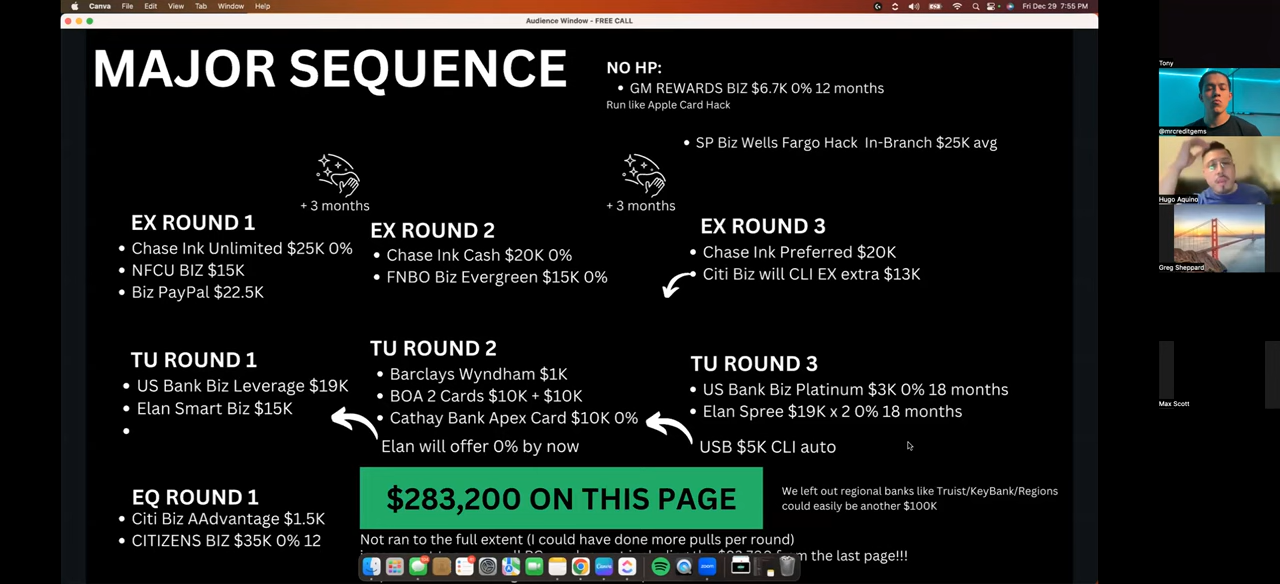 Canva File Edit View Tab Window Help
Fri Dec 29 7:55 PM
Audience Window - FREE CALL
MAJOR SEQUENCE
NO HP:
• GM REWARDS BIZ $6.7K 0% 12 months
Run like Apple Card Hack
• SP Biz Wells Fargo Hack In-Branch $25K avg
+ 3 months
+ 3 months
EX ROUND 1
• Chase Ink Unlimited $25K 0%
• NFCU BIZ $15K
• Biz PayPal $22.5K
EX ROUND 2
• Chase Ink Cash $20K 0%
• FNBO Biz Evergreen $15K 0%
EX ROUND 3
• Chase Ink Preferred $20K
• Citi Biz will CLI EX extra $13K
TU ROUND 1
• US Bank Biz Leverage $19K
• Elan Smart Biz $15K
•
TU ROUND 2
• Barclays Wyndham $1K
• BOA 2 Cards $10K + $10K
• Cathay Bank Apex Card $10K 0%
Elan will offer 0% by now
TU ROUND 3
• US Bank Biz Platinum $3K 0% 18 months
• Elan Spree $19K x 2 0% 18 months
USB $5K CLI auto
EQ ROUND 1
• Citi Biz AAdvantage $1.5K
• CITIZENS BIZ $35K 0% 12
$283,200 ON THIS PAGE
We left out regional banks like Truist/KeyBank/Regions
could easily be another $100K
Not ran to the full extent (I could have done more pulls per round)
from the last page!!!
Tony
@mrcreditgems
Hugo Aquino
Greg Sheppard
Max Scott